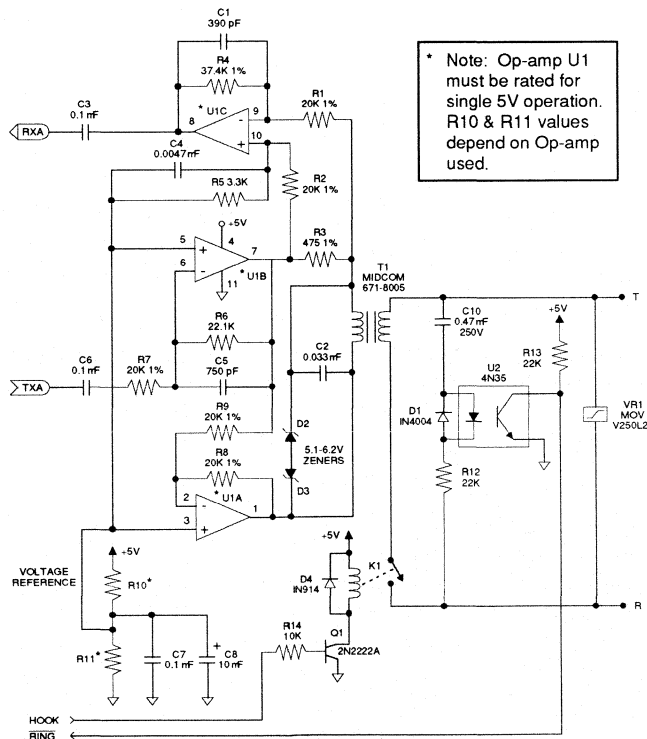 C1
390 pF
R4
37.4K 1%
* U1C
R1
20K 1%
C3
0.1 mF
RXA
8
9
10
-
+
C4
0.0047 mF
R5 3.3K
R2
20K 1%
R3
475 1%
+5V
5
4
7
6
+
-
11
* U1B
R6
22.1K
C6
0.1 mF
R7
20K 1%
TXA
C5
750 pF
C2
0.033mF
T1
MIDCOM
671-8005
R9
20K 1%
D2
5.1-6.2V
ZENERS
D3
R8
20K 1%
* U1A
2
-
3
+
1
+5V
VOLTAGE
REFERENCE
R10*
R11*
C7
0.1 mF
+
C8
10 mF
R14
10K
Q1
2N2222A
D4
IN914
+5V
K1
HOOK
RING
* Note: Op-amp U1
must be rated for
single 5V operation.
R10 & R11 values
depend on Op-amp
used.
T
C10
0.47 mF
250V
+5V
R13
22K
U2
4N35
D1
IN4004
R12
22K
VR1
MOV
V250L2
R